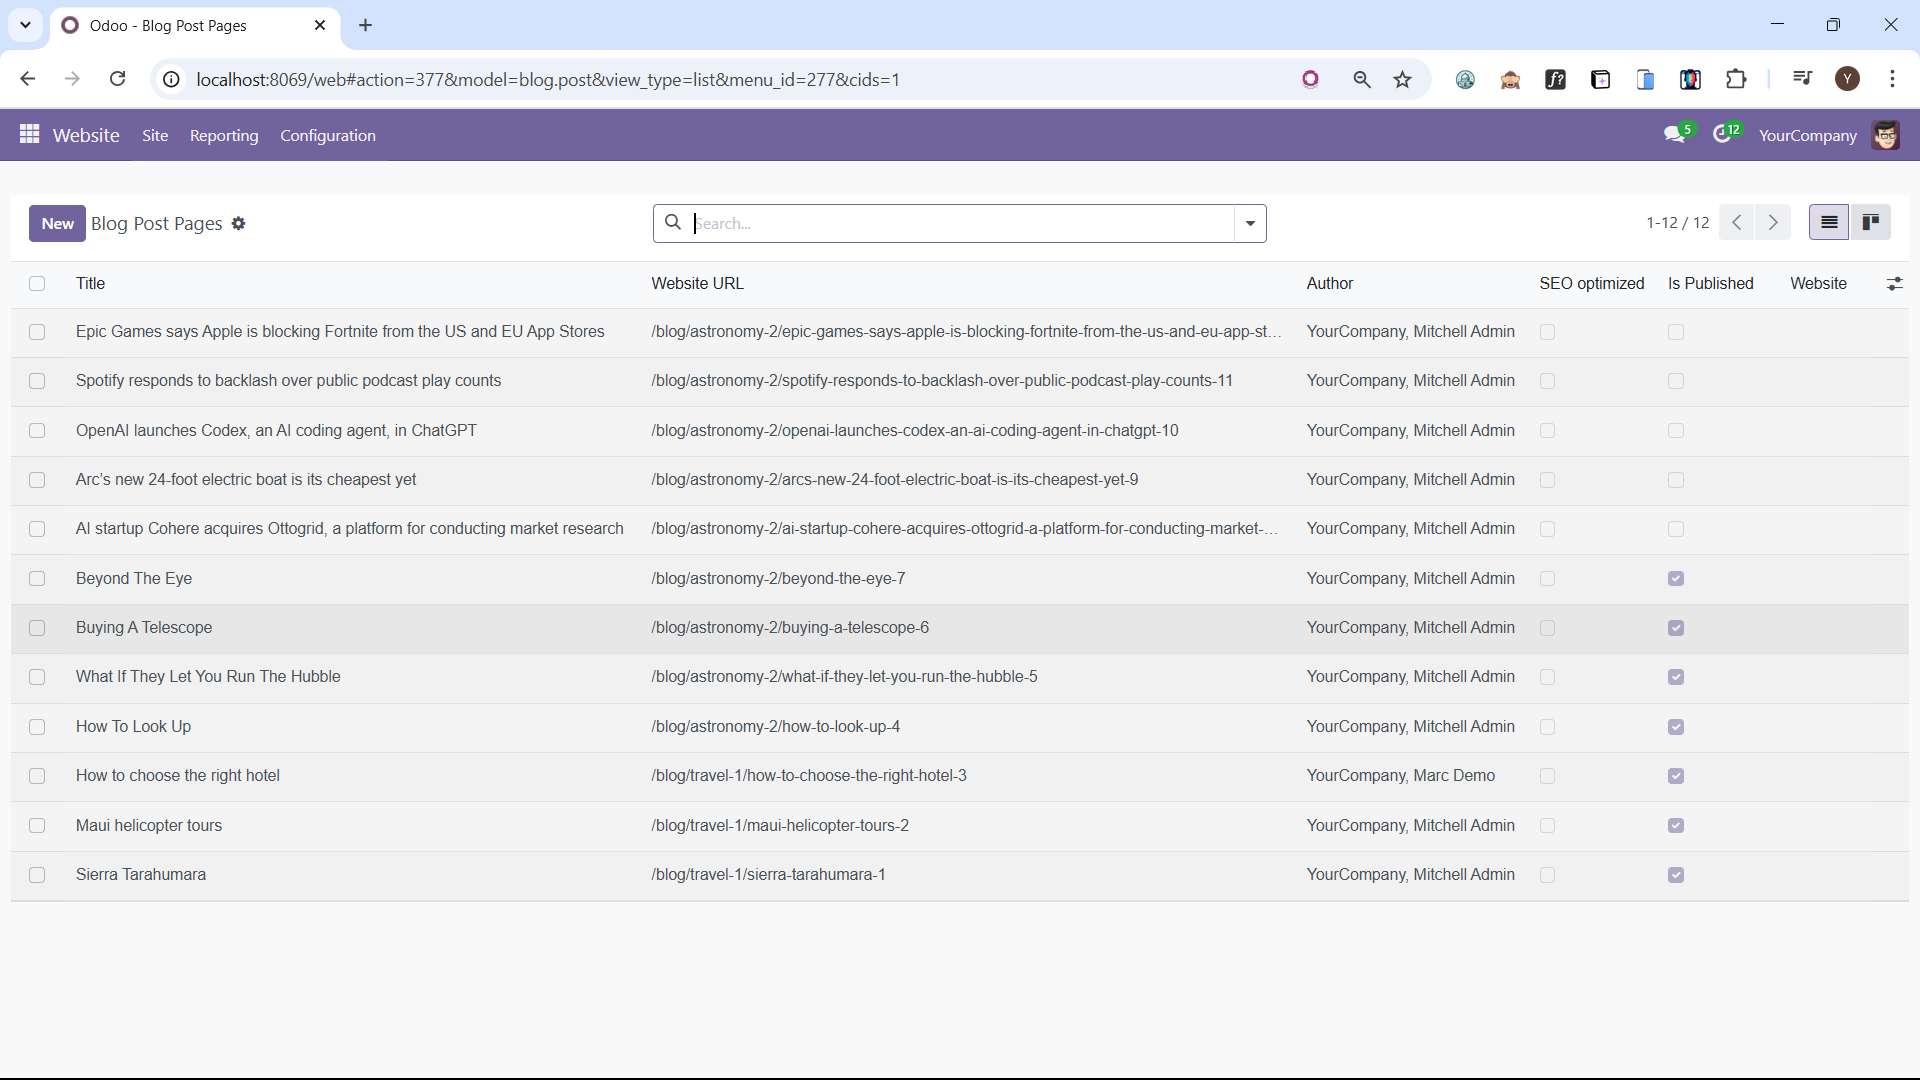 Odoo - Blog Post Pages
localhost:8069/web#action=377&model=blog.post&view_type=list&menu_id=277&cids=1
f?
Y
Website Site Reporting Configuration 5 12 YourCompany
New Blog Post Pages Search... 1-12 / 12
Title Website URL Author SEO optimized Is Published Website
Epic Games says Apple is blocking Fortnite from the US and EU App Stores /blog/astronomy-2/epic-games-says-apple-is-blocking-fortnite-from-the-us-and-eu-app-st... YourCompany, Mitchell Admin
Spotify responds to backlash over public podcast play counts /blog/astronomy-2/spotify-responds-to-backlash-over-public-podcast-play-counts-11 YourCompany, Mitchell Admin
OpenAI launches Codex, an AI coding agent, in ChatGPT /blog/astronomy-2/openai-launches-codex-an-ai-coding-agent-in-chatgpt-10 YourCompany, Mitchell Admin
Arc’s new 24-foot electric boat is its cheapest yet /blog/astronomy-2/arcs-new-24-foot-electric-boat-is-its-cheapest-yet-9 YourCompany, Mitchell Admin
AI startup Cohere acquires Ottogrid, a platform for conducting market research /blog/astronomy-2/ai-startup-cohere-acquires-ottogrid-a-platform-for-conducting-market-... YourCompany, Mitchell Admin
Beyond The Eye /blog/astronomy-2/beyond-the-eye-7 YourCompany, Mitchell Admin
Buying A Telescope /blog/astronomy-2/buying-a-telescope-6 YourCompany, Mitchell Admin
What If They Let You Run The Hubble /blog/astronomy-2/what-if-they-let-you-run-the-hubble-5 YourCompany, Mitchell Admin
How To Look Up /blog/astronomy-2/how-to-look-up-4 YourCompany, Mitchell Admin
How to choose the right hotel /blog/travel-1/how-to-choose-the-right-hotel-3 YourCompany, Marc Demo
Maui helicopter tours /blog/travel-1/maui-helicopter-tours-2 YourCompany, Mitchell Admin
Sierra Tarahumara /blog/travel-1/sierra-tarahumara-1 YourCompany, Mitchell Admin